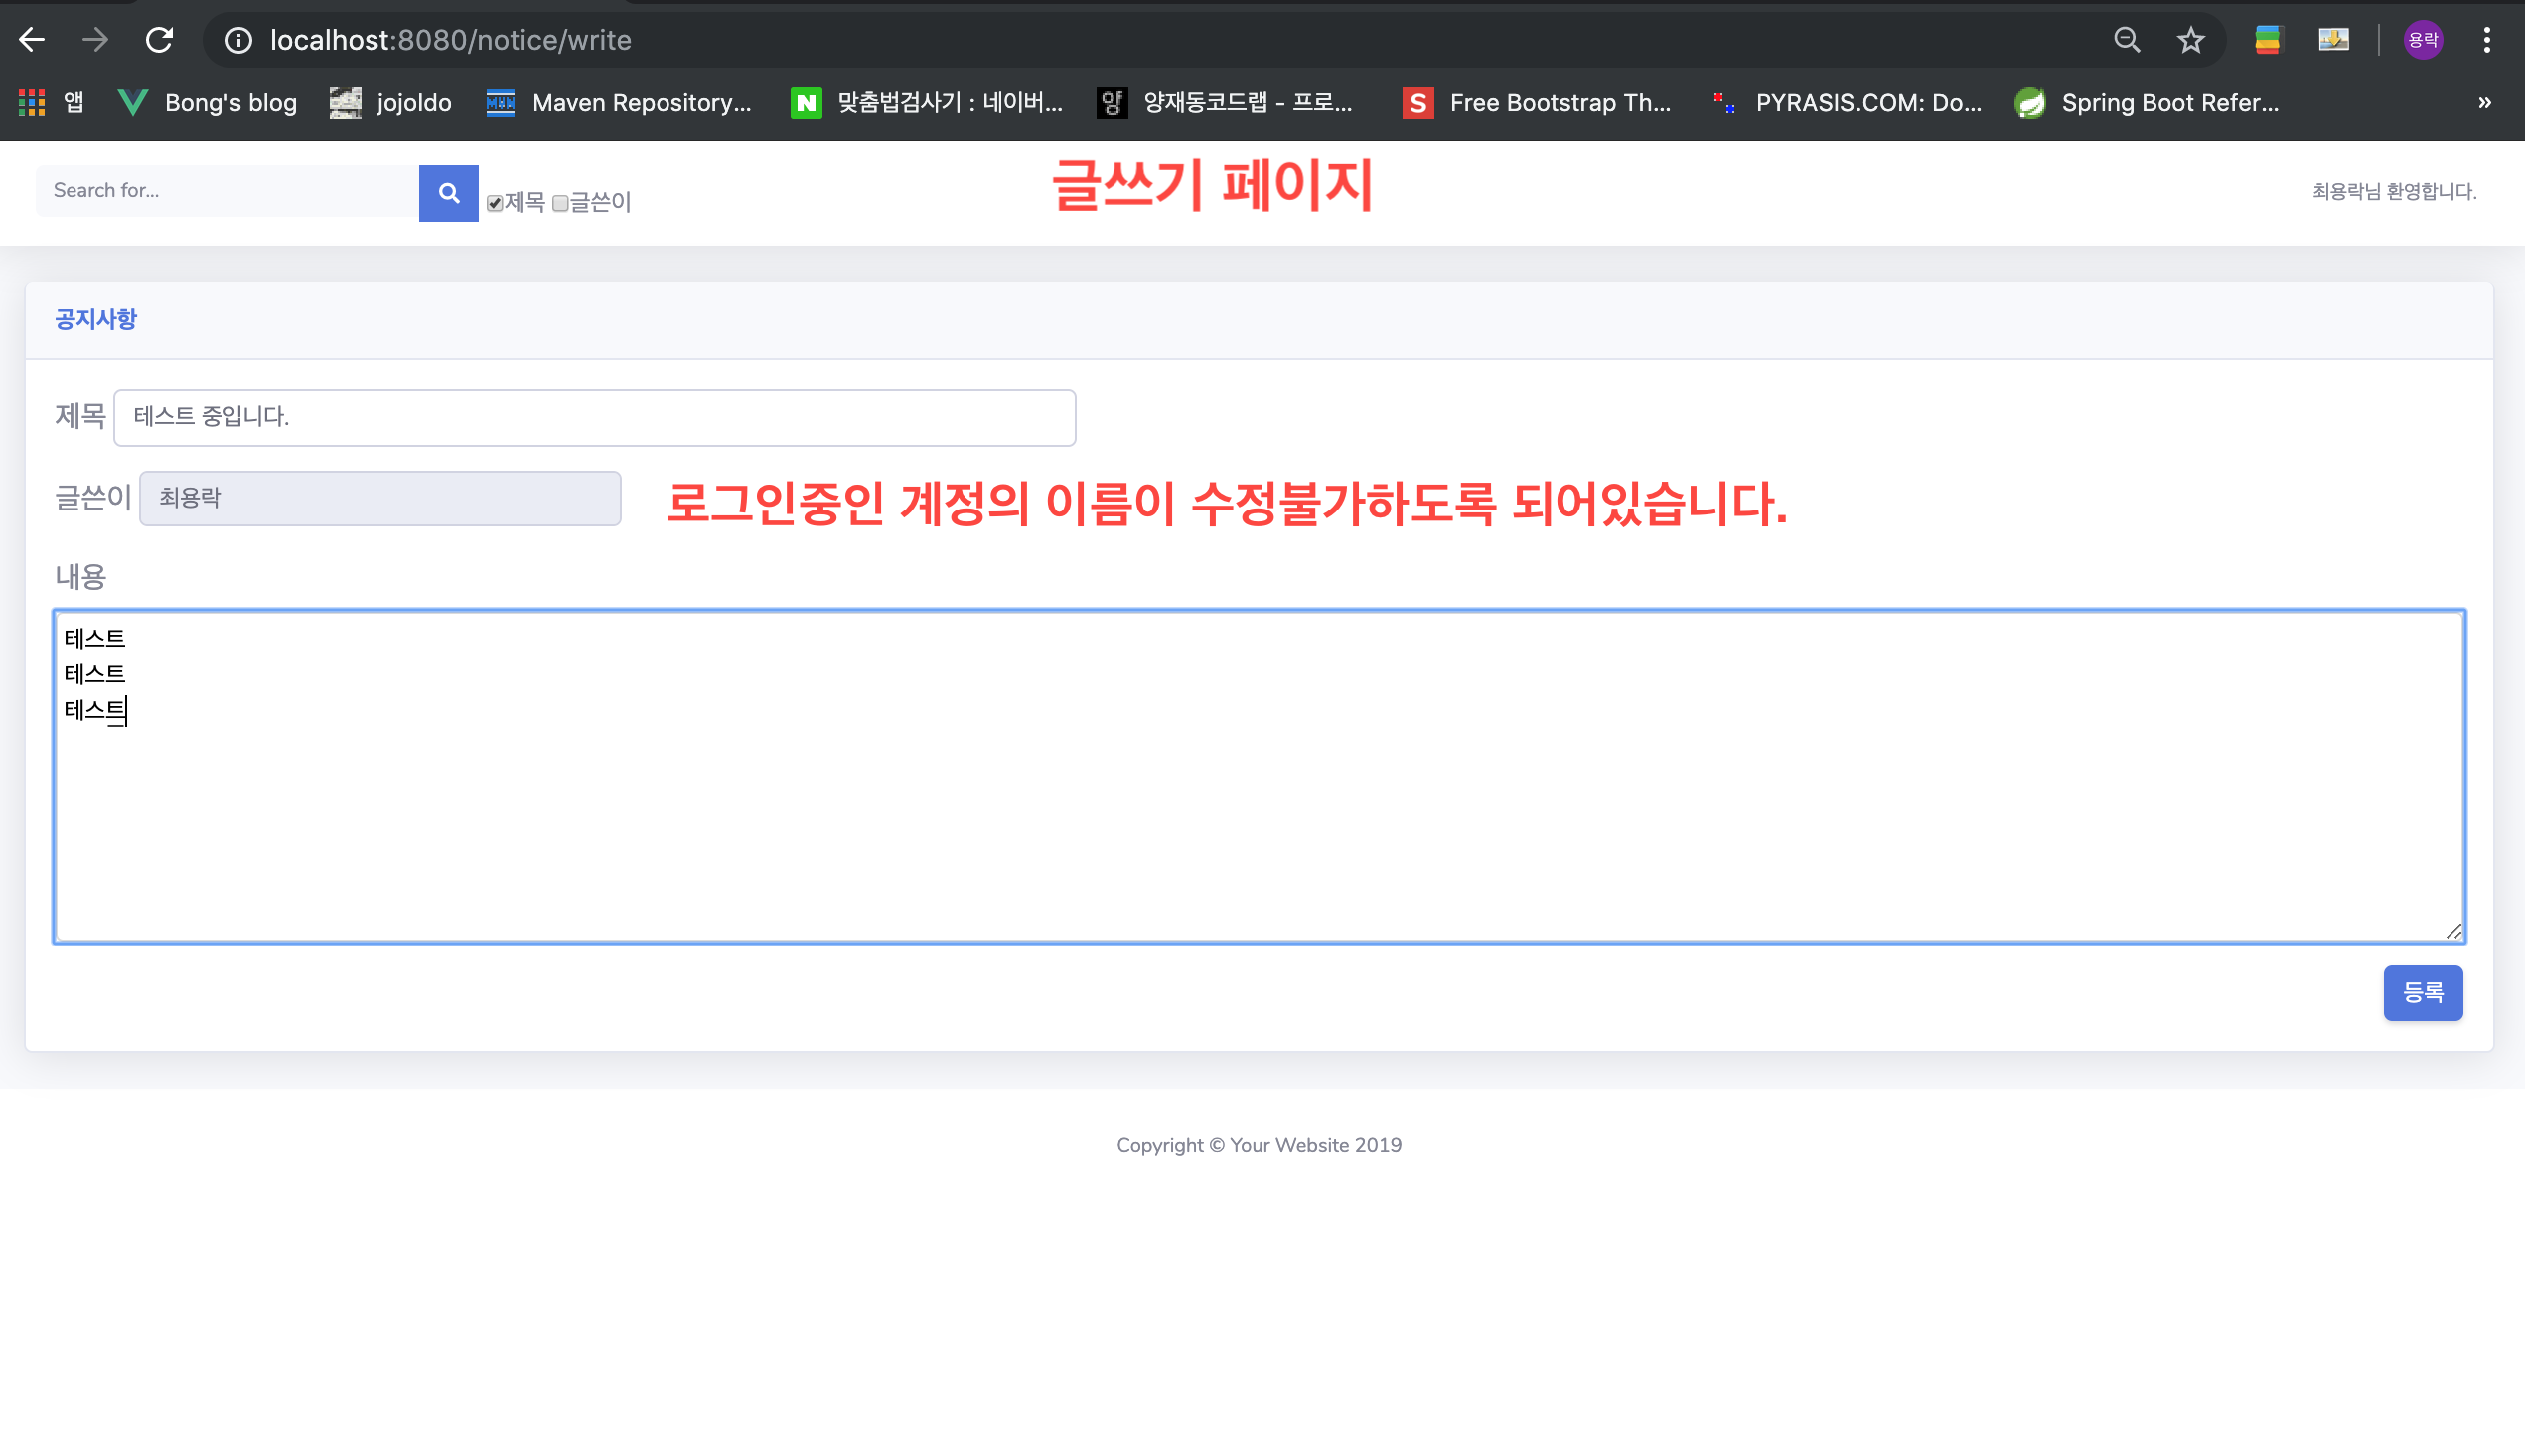 localhost:8080/notice/write
용락
앱
Bong's blog
jojoldo
Maven Repository...
맞춤법검사기 : 네이버...
양재동코드랩 - 프로...
Free Bootstrap Th...
PYRASIS.COM: Do...
Spring Boot Refer...
»
Search for...
제목
글쓴이
글쓰기 페이지
최용락님 환영합니다.
공지사항
제목
테스트 중입니다.
글쓴이
최용락
로그인중인 계정의 이름이 수정불가하도록 되어있습니다.
내용
테스트
테스트
테스트
등록
Copyright © Your Website 2019